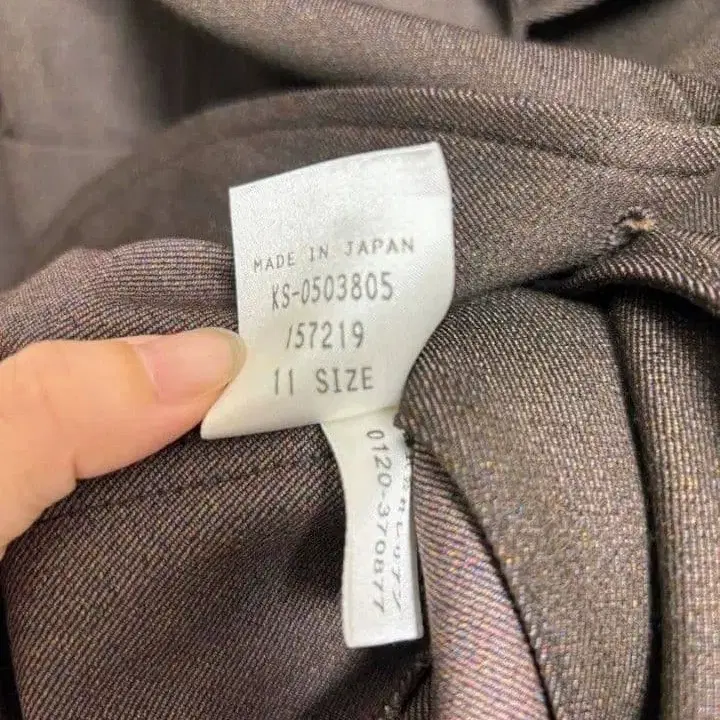 MADE IN JAPAN
KS-0503805
/57219
11 SIZE
0120-370877